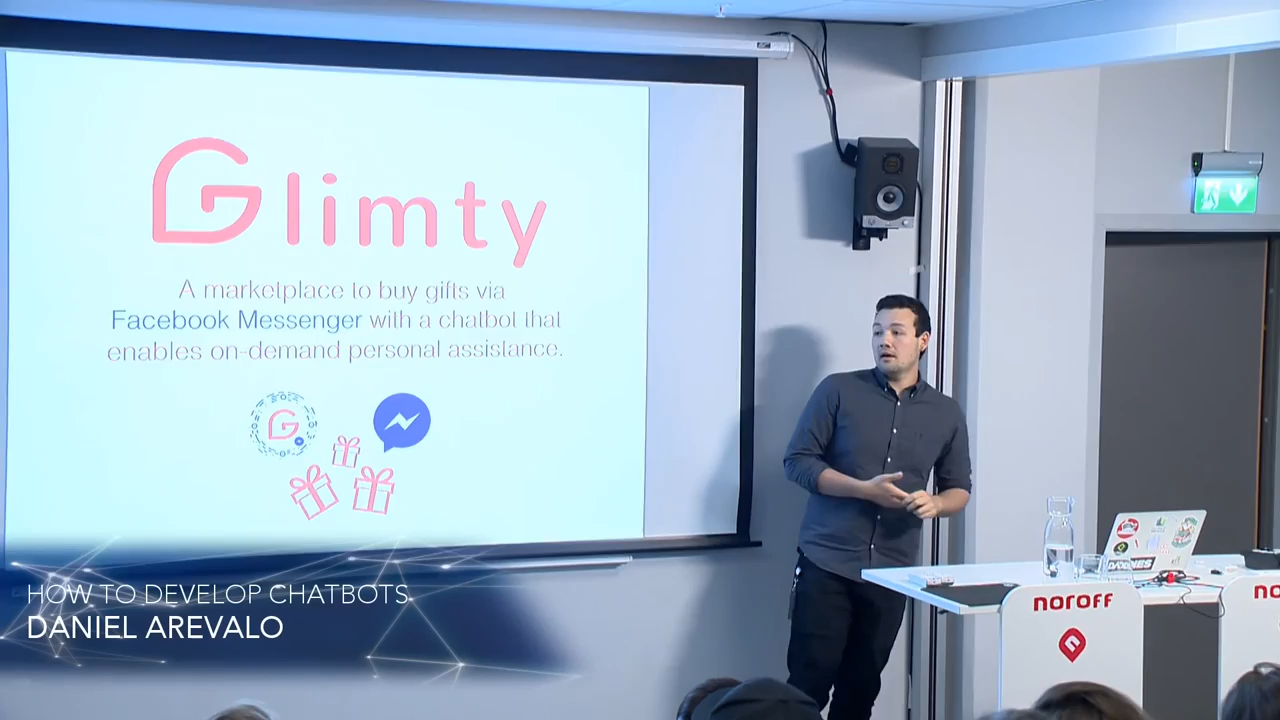 Glimty
A marketplace to buy gifts via
Facebook Messenger with a chatbot that
enables on-demand personal assistance.
G
HOW TO DEVELOP CHATBOTS
DANIEL AREVALO
noroff
no